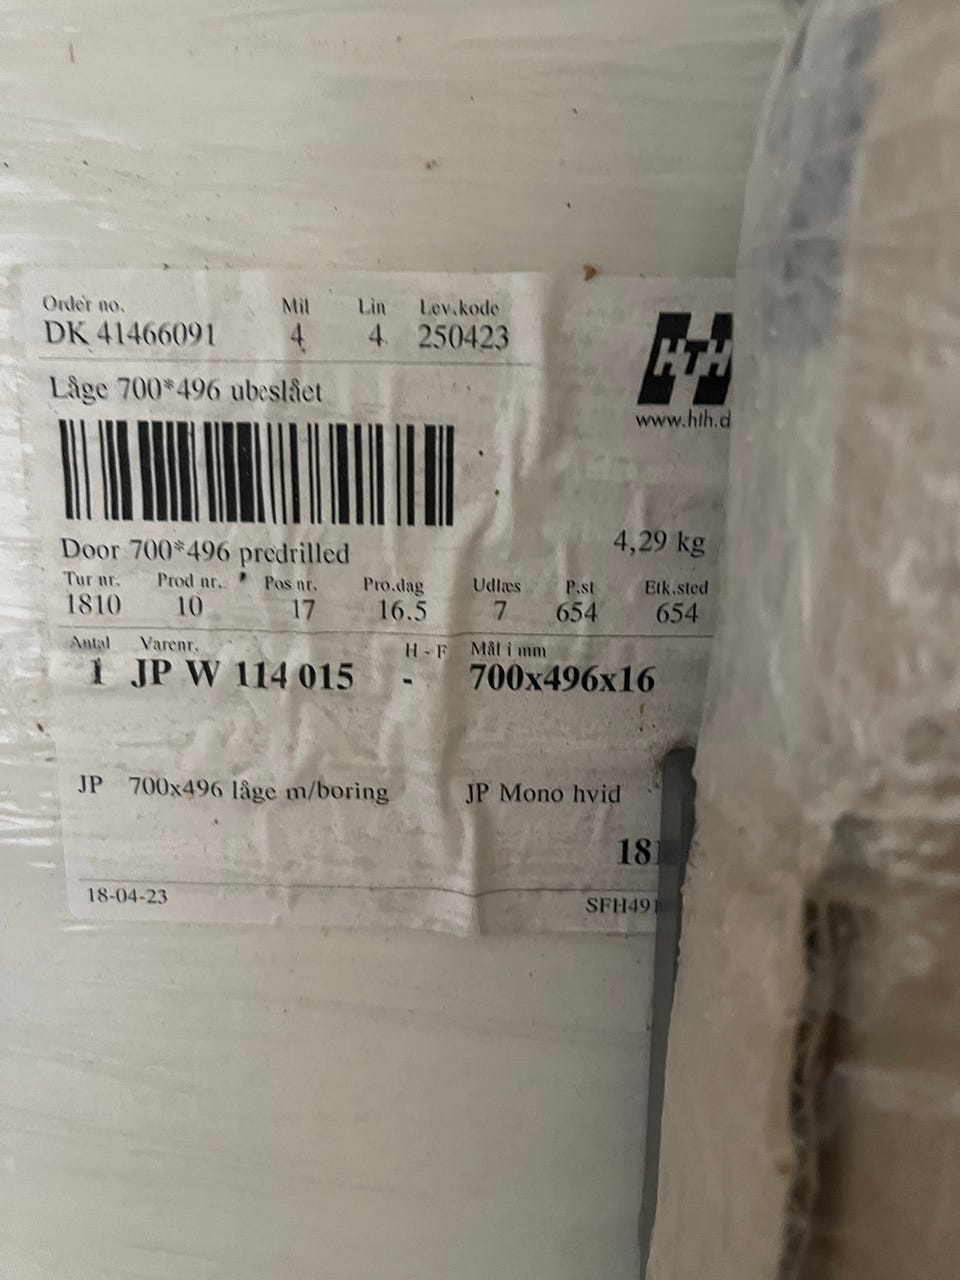 Order no. Mil Lin Lev.kode
DK 41466091 4 4 250423
Låge 700*496 ubeslået
HTH
www.hth.d
Door 700*496 predrilled 4,29 kg
Tur nr. Prod nr. Pos nr. Pro.dag Udlæs P.st Etk.sted
1810 10 17 16.5 7 654 654
Antal Varenr. H - F Mål i mm
1 JP W 114 015 - 700x496x16
JP 700x496 låge m/boring JP Mono hvid
181
18-04-23 SFH491